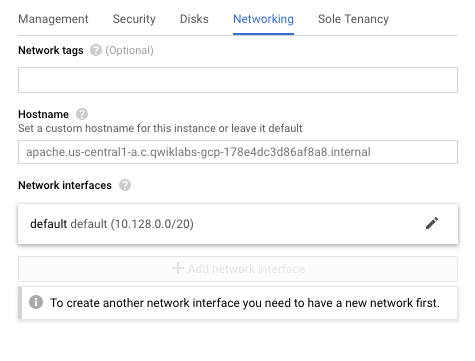 Management Security Disks Networking Sole Tenancy
Network tags ? (Optional)
Hostname ?
Set a custom hostname for this instance or leave it default
apache.us-central1-a.c.qwiklabs-gcp-178e4dc3d86af8a8.internal
Network interfaces ?
default default (10.128.0.0/20)
+ Add network interface
i To create another network interface you need to have a new network first.